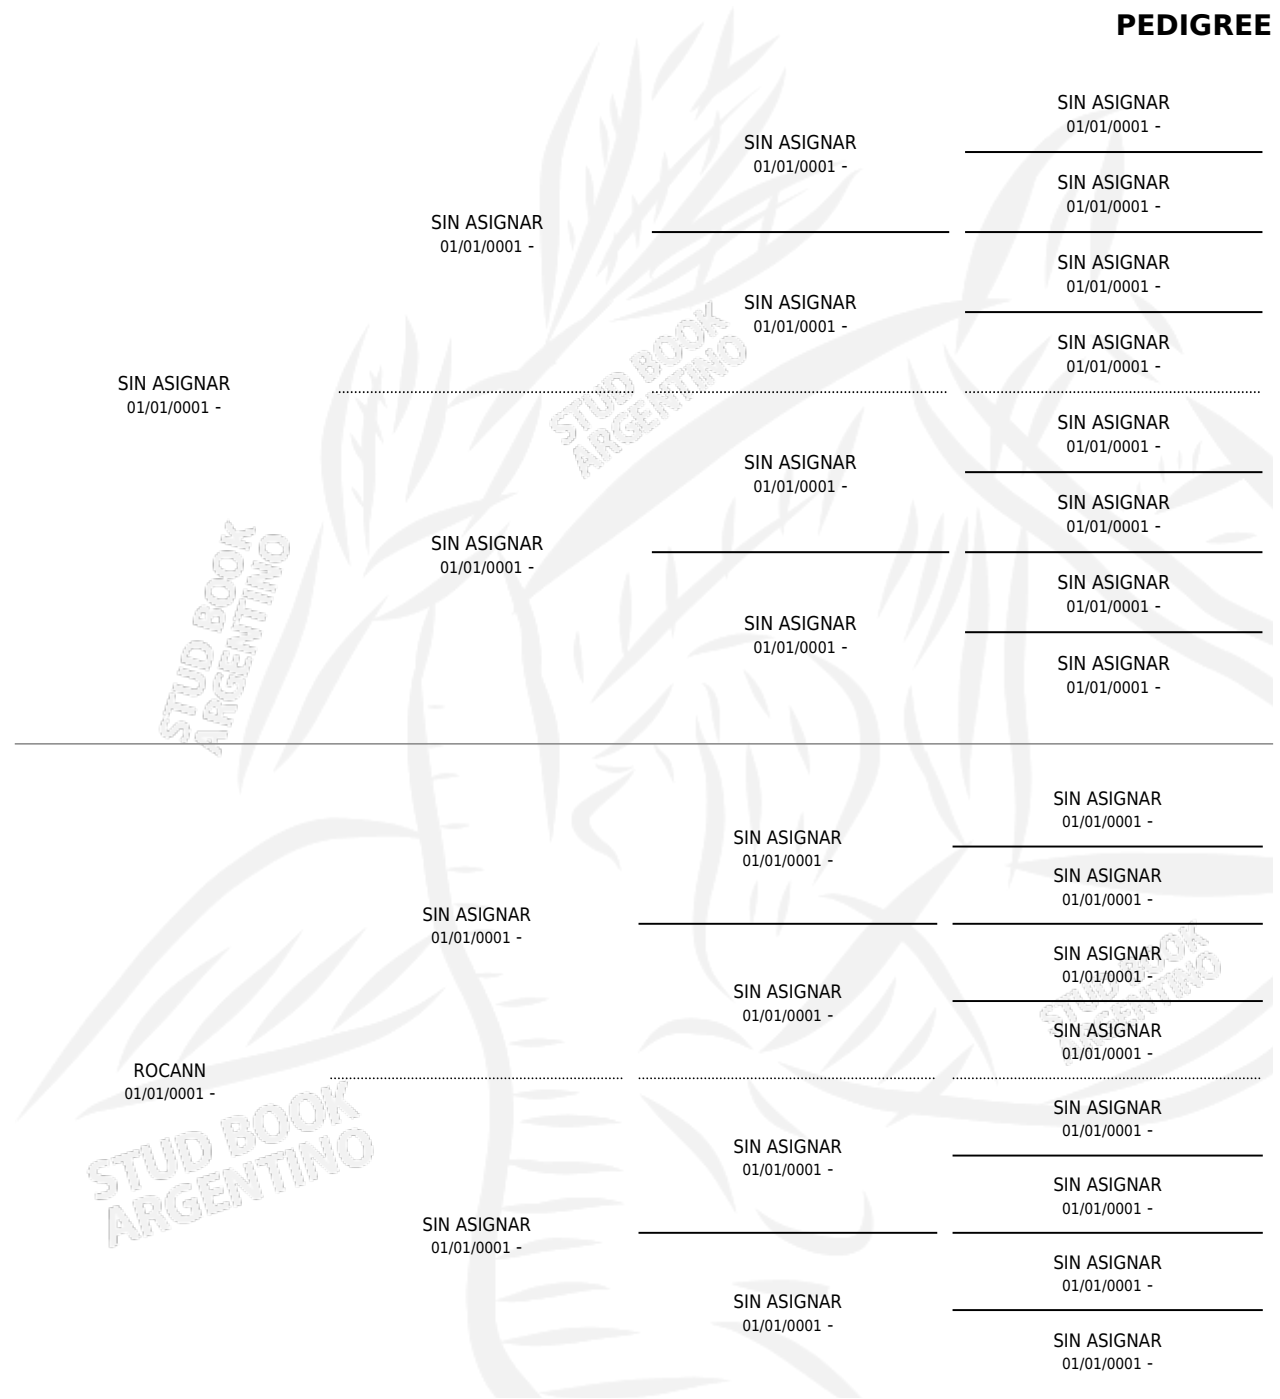 PEDIGREE
SIN ASIGNAR
01/01/0001 -
SIN ASIGNAR
01/01/0001 -
SIN ASIGNAR
01/01/0001 -
SIN ASIGNAR
01/01/0001 -
SIN ASIGNAR
01/01/0001 -
SIN ASIGNAR
01/01/0001 -
SIN ASIGNAR
01/01/0001 -
STUD BOOK
ARGENTINO
SIN ASIGNAR
01/01/0001 -
SIN ASIGNAR
01/01/0001 -
SIN ASIGNAR
01/01/0001 -
SIN ASIGNAR
01/01/0001 -
SIN ASIGNAR
01/01/0001 -
SIN ASIGNAR
01/01/0001 -
STUD BOOK
ARGENTINO
SIN ASIGNAR
01/01/0001 -
SIN ASIGNAR
01/01/0001 -
SIN ASIGNAR
01/01/0001 -
SIN ASIGNAR
01/01/0001 -
SIN ASIGNAR
01/01/0001 -
SIN ASIGNAR
01/01/0001 -
SIN ASIGNAR
01/01/0001 -
SIN ASIGNAR
01/01/0001 -
STUD BOOK
ARGENTINO
SIN ASIGNAR
01/01/0001 -
SIN ASIGNAR
01/01/0001 -
ROCANN
01/01/0001 -
STUD BOOK
ARGENTINO
SIN ASIGNAR
01/01/0001 -
SIN ASIGNAR
01/01/0001 -
SIN ASIGNAR
01/01/0001 -
SIN ASIGNAR
01/01/0001 -
SIN ASIGNAR
01/01/0001 -
SIN ASIGNAR
01/01/0001 -
SIN ASIGNAR
01/01/0001 -